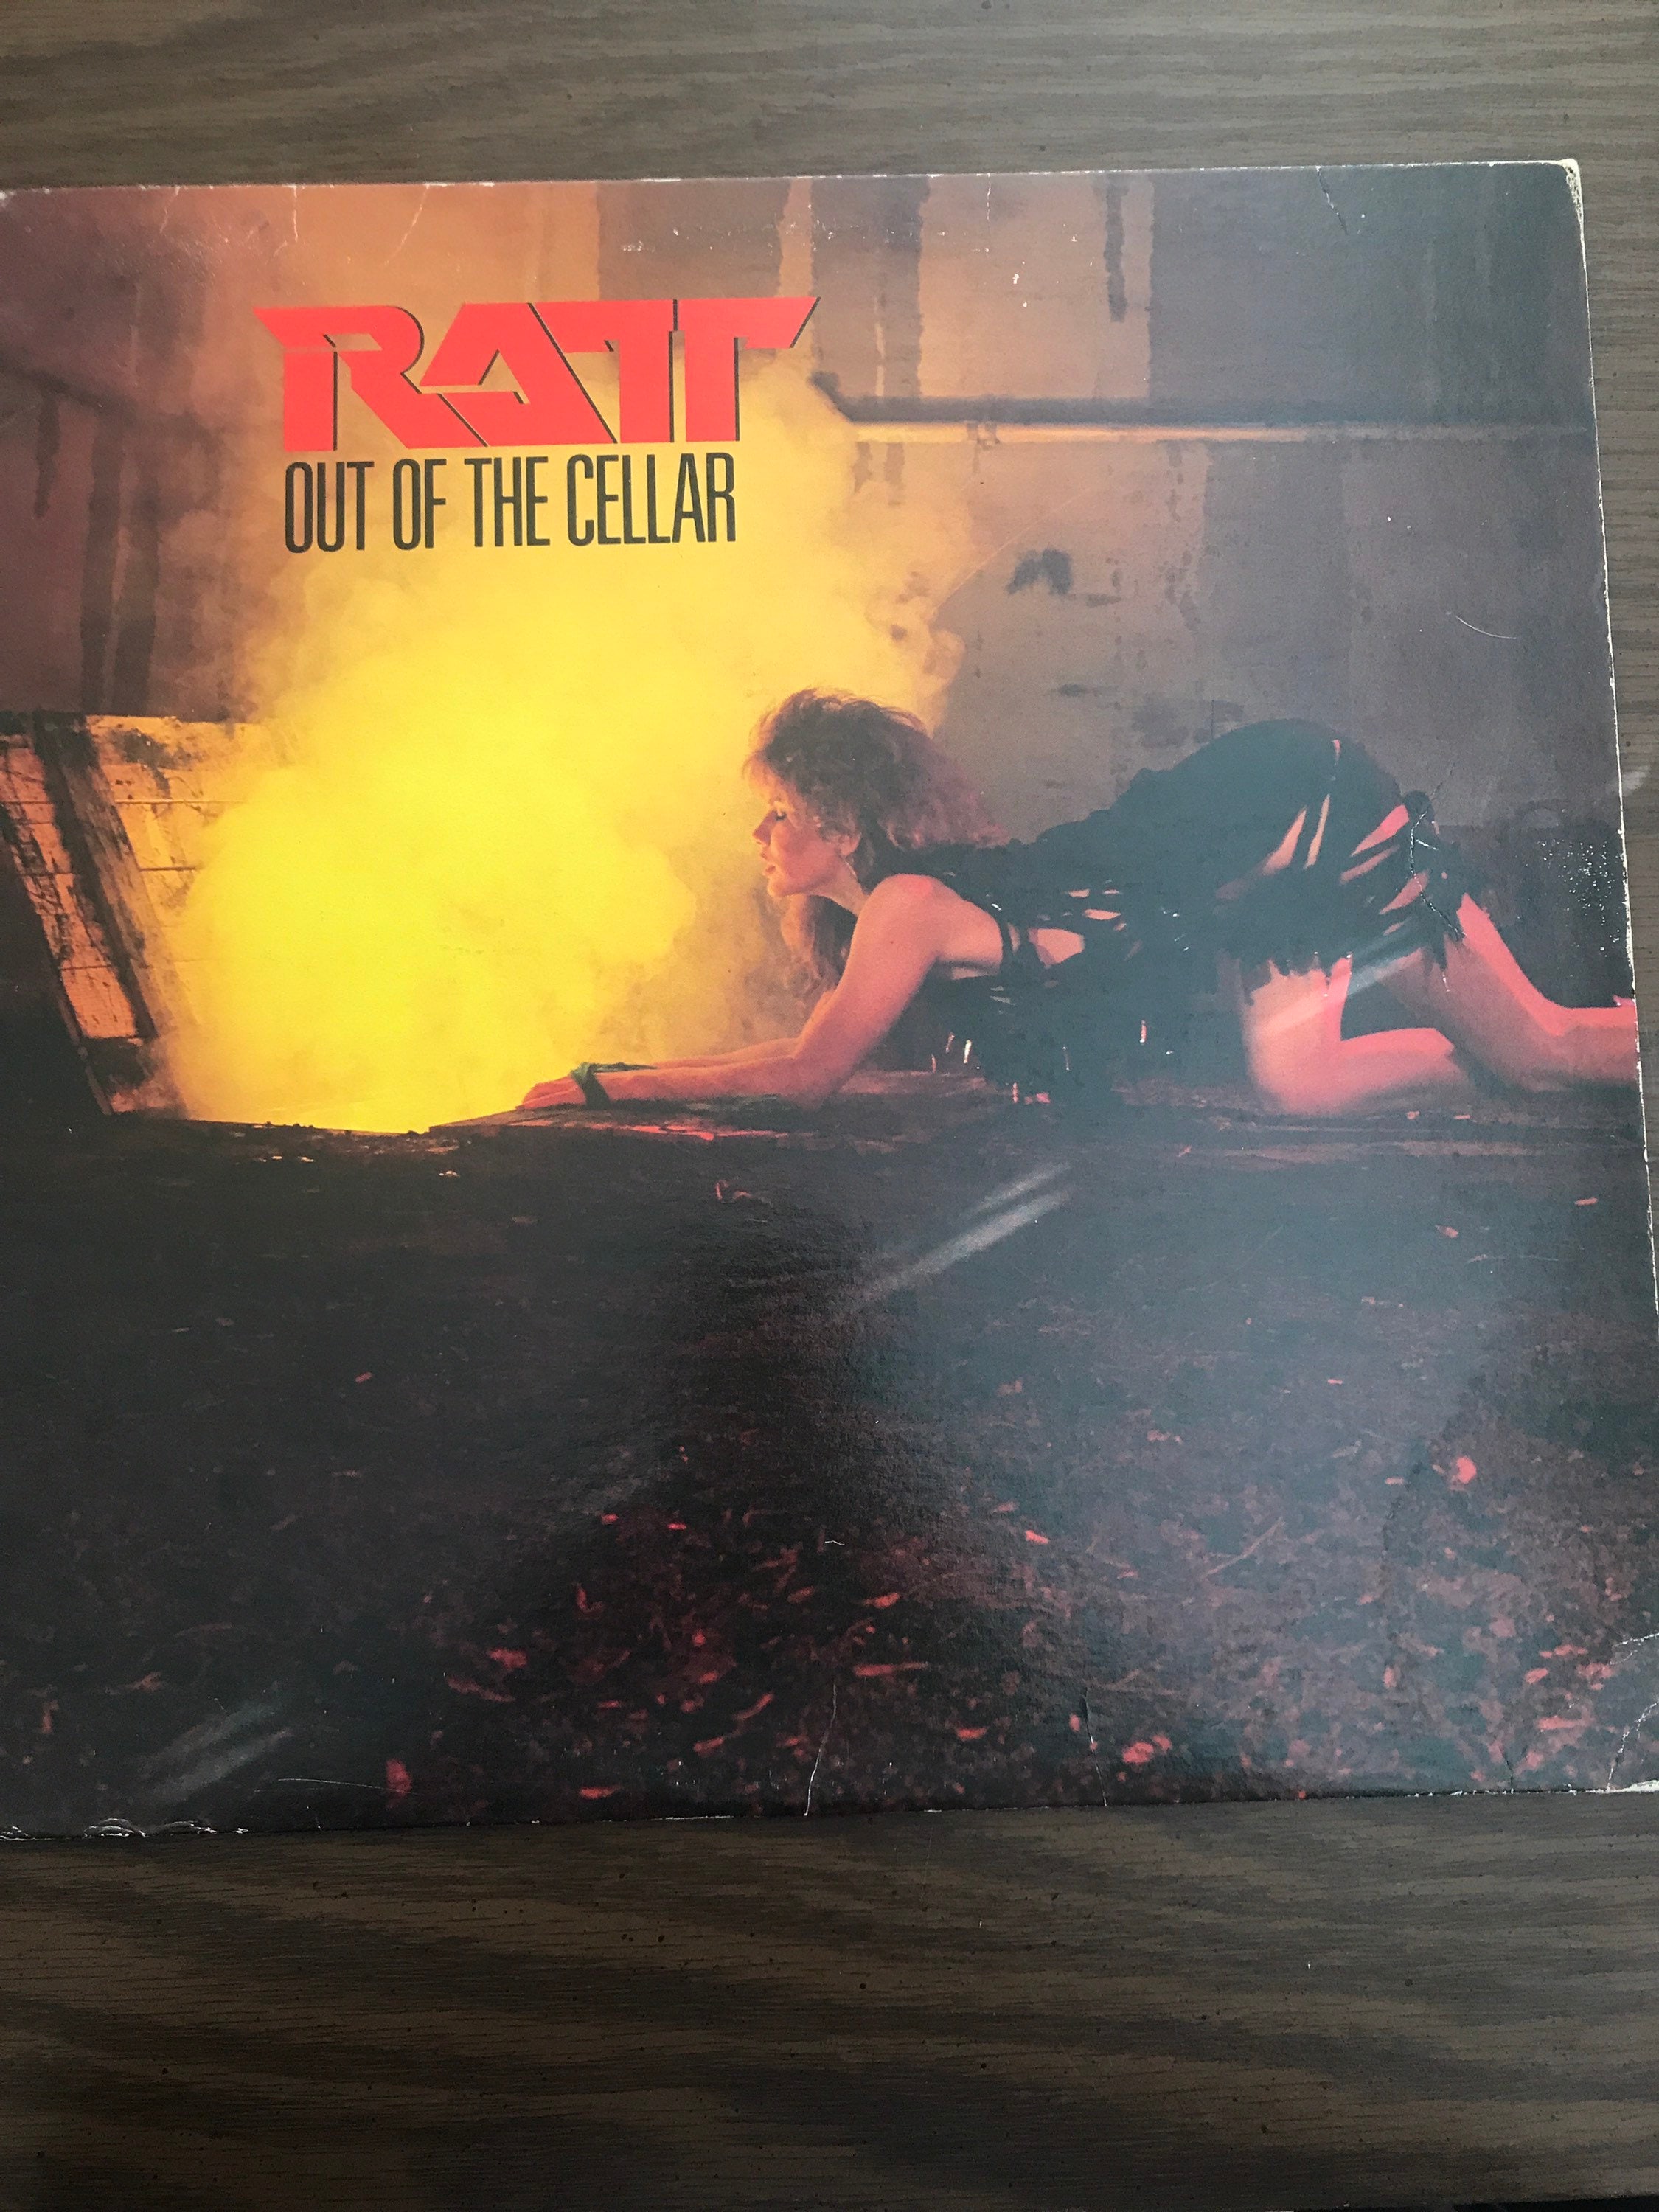 RATT
OUT OF THE CELLAR